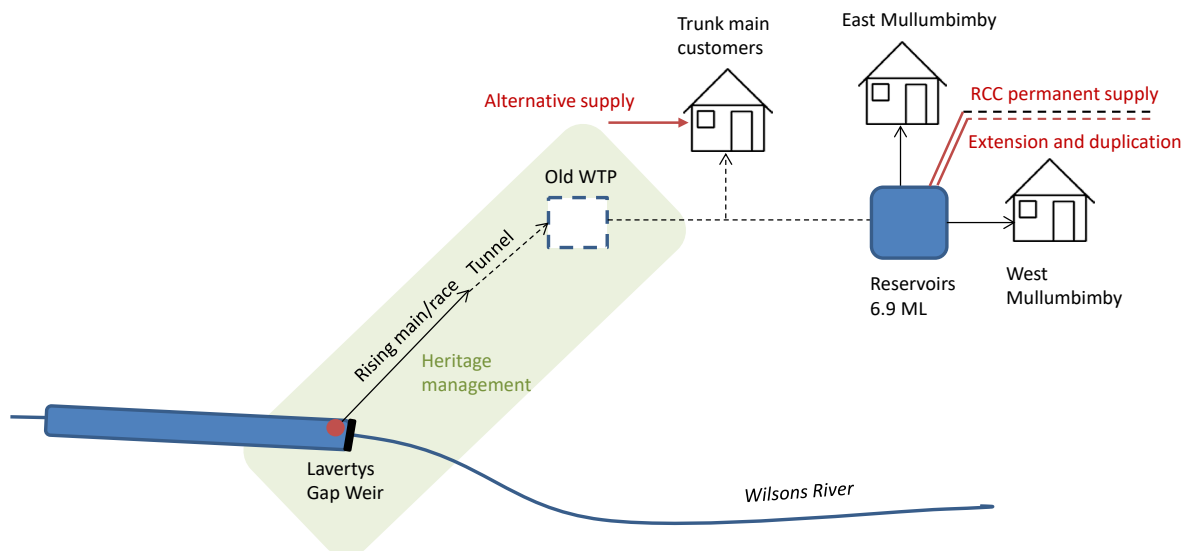 Trunk main
customers
East Mullumbimby
Alternative supply
RCC permanent supply
Extension and duplication
Old WTP
Tunnel
Rising main/race
Reservoirs
6.9 ML
West
Mullumbimby
Heritage
management
Lavertys
Gap Weir
Wilsons River